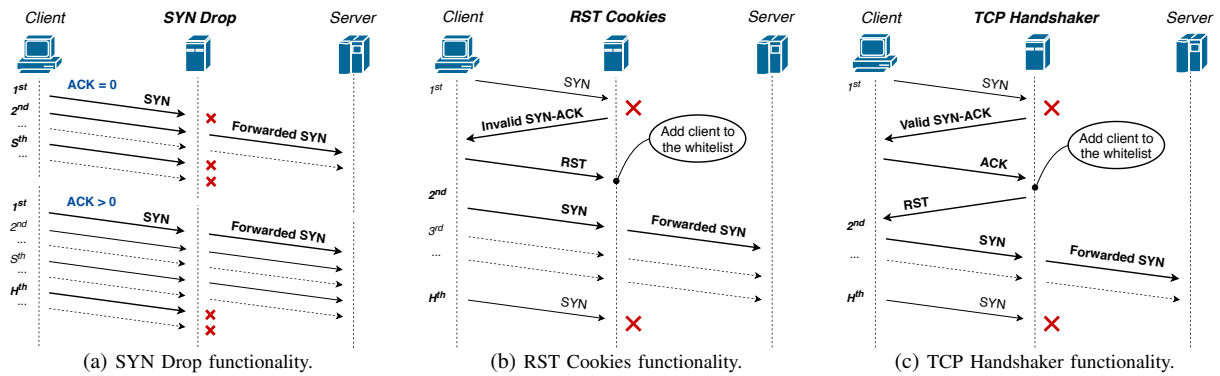 Client
SYN Drop
Server
ACK = 0
1st
SYN
2nd
...
Forwarded SYN
Sth
...
ACK > 0
1st
SYN
2nd
Forwarded SYN
...
Sth
...
Hth
...
(a) SYN Drop functionality.
Client
RST Cookies
Server
1st
SYN
Invalid SYN-ACK
Add client to
the whitelist
RST
2nd
SYN
3rd
Forwarded SYN
...
Hth
SYN
(b) RST Cookies functionality.
Client
TCP Handshaker
Server
1st
SYN
Valid SYN-ACK
Add client to
the whitelist
ACK
RST
2nd
SYN
...
Forwarded SYN
Hth
SYN
(c) TCP Handshaker functionality.